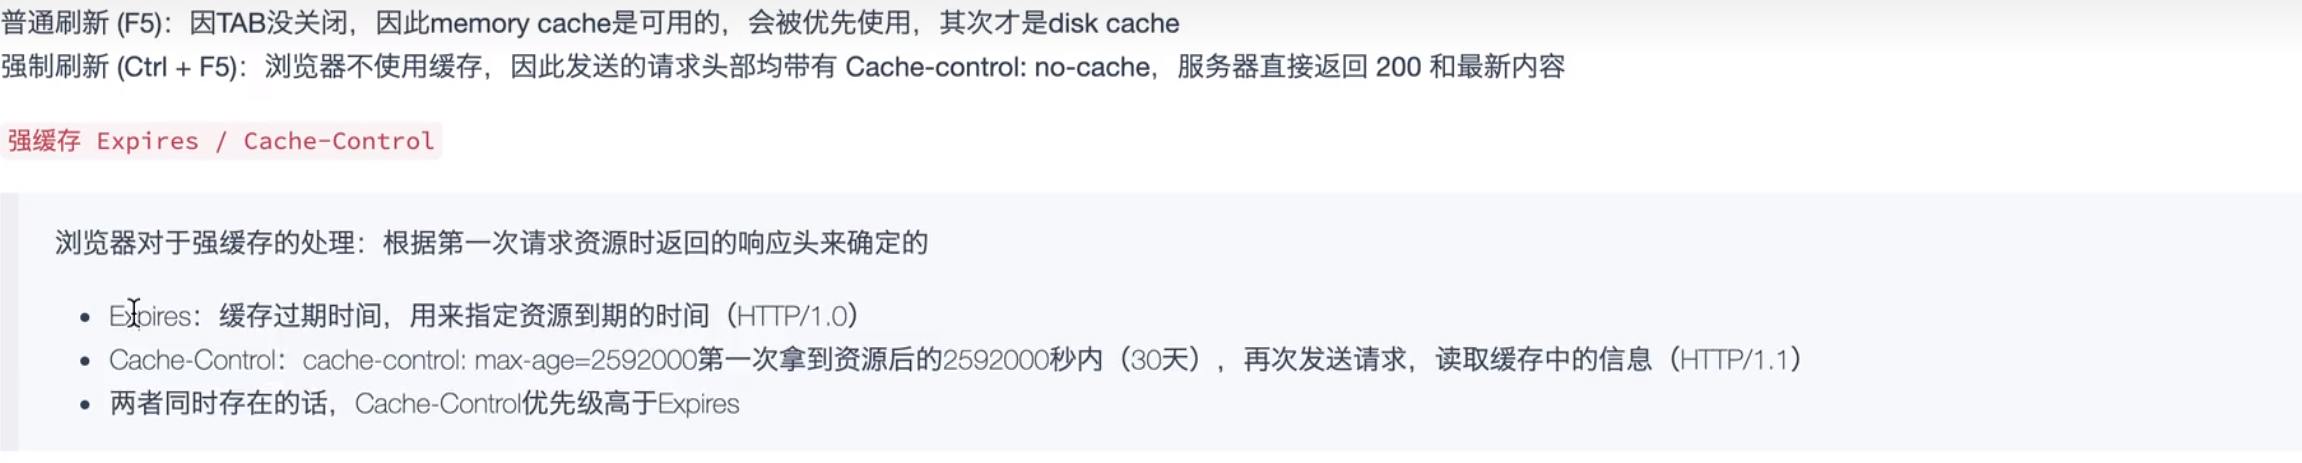 普通刷新 (F5)：因TAB没关闭，因此memory cache是可用的，会被优先使用，其次才是disk cache
强制刷新 (Ctrl + F5)：浏览器不使用缓存，因此发送的请求头部均带有 Cache-control: no-cache，服务器直接返回 200 和最新内容
强缓存 Expires / Cache-Control
浏览器对于强缓存的处理：根据第一次请求资源时返回的响应头来确定的
• Expires：缓存过期时间，用来指定资源到期的时间（HTTP/1.0）
• Cache-Control：cache-control: max-age=2592000第一次拿到资源后的2592000秒内（30天），再次发送请求，读取缓存中的信息（HTTP/1.1）
• 两者同时存在的话，Cache-Control优先级高于Expires